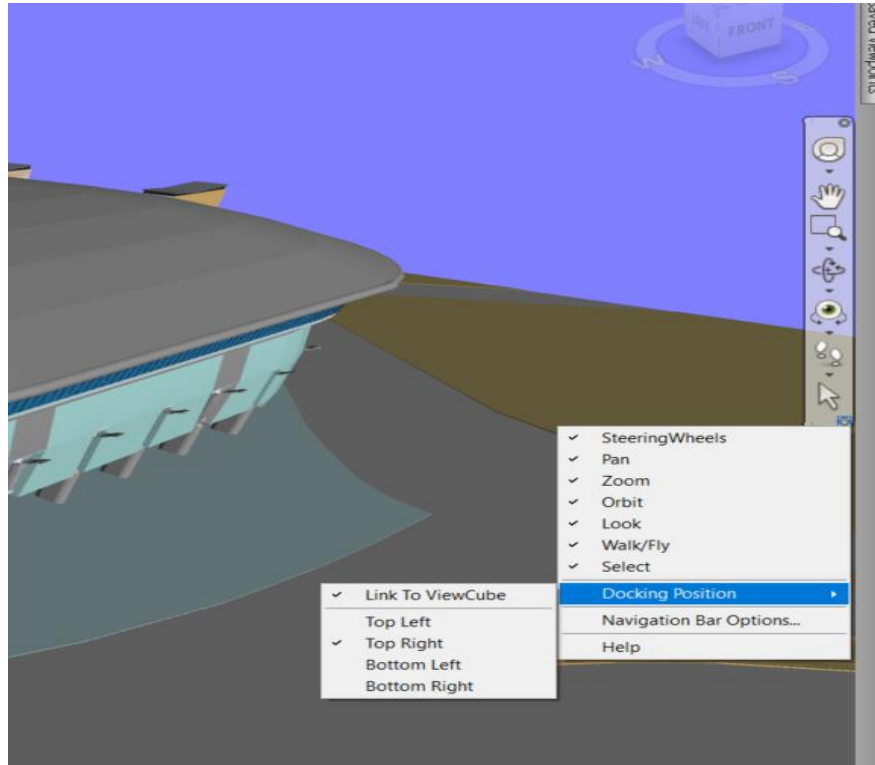 FRONT
W
S
SteeringWheels
Pan
Zoom
Orbit
Look
Walk/Fly
Select
Docking Position
Navigation Bar Options...
Help
Link To ViewCube
Top Left
Top Right
Bottom Left
Bottom Right